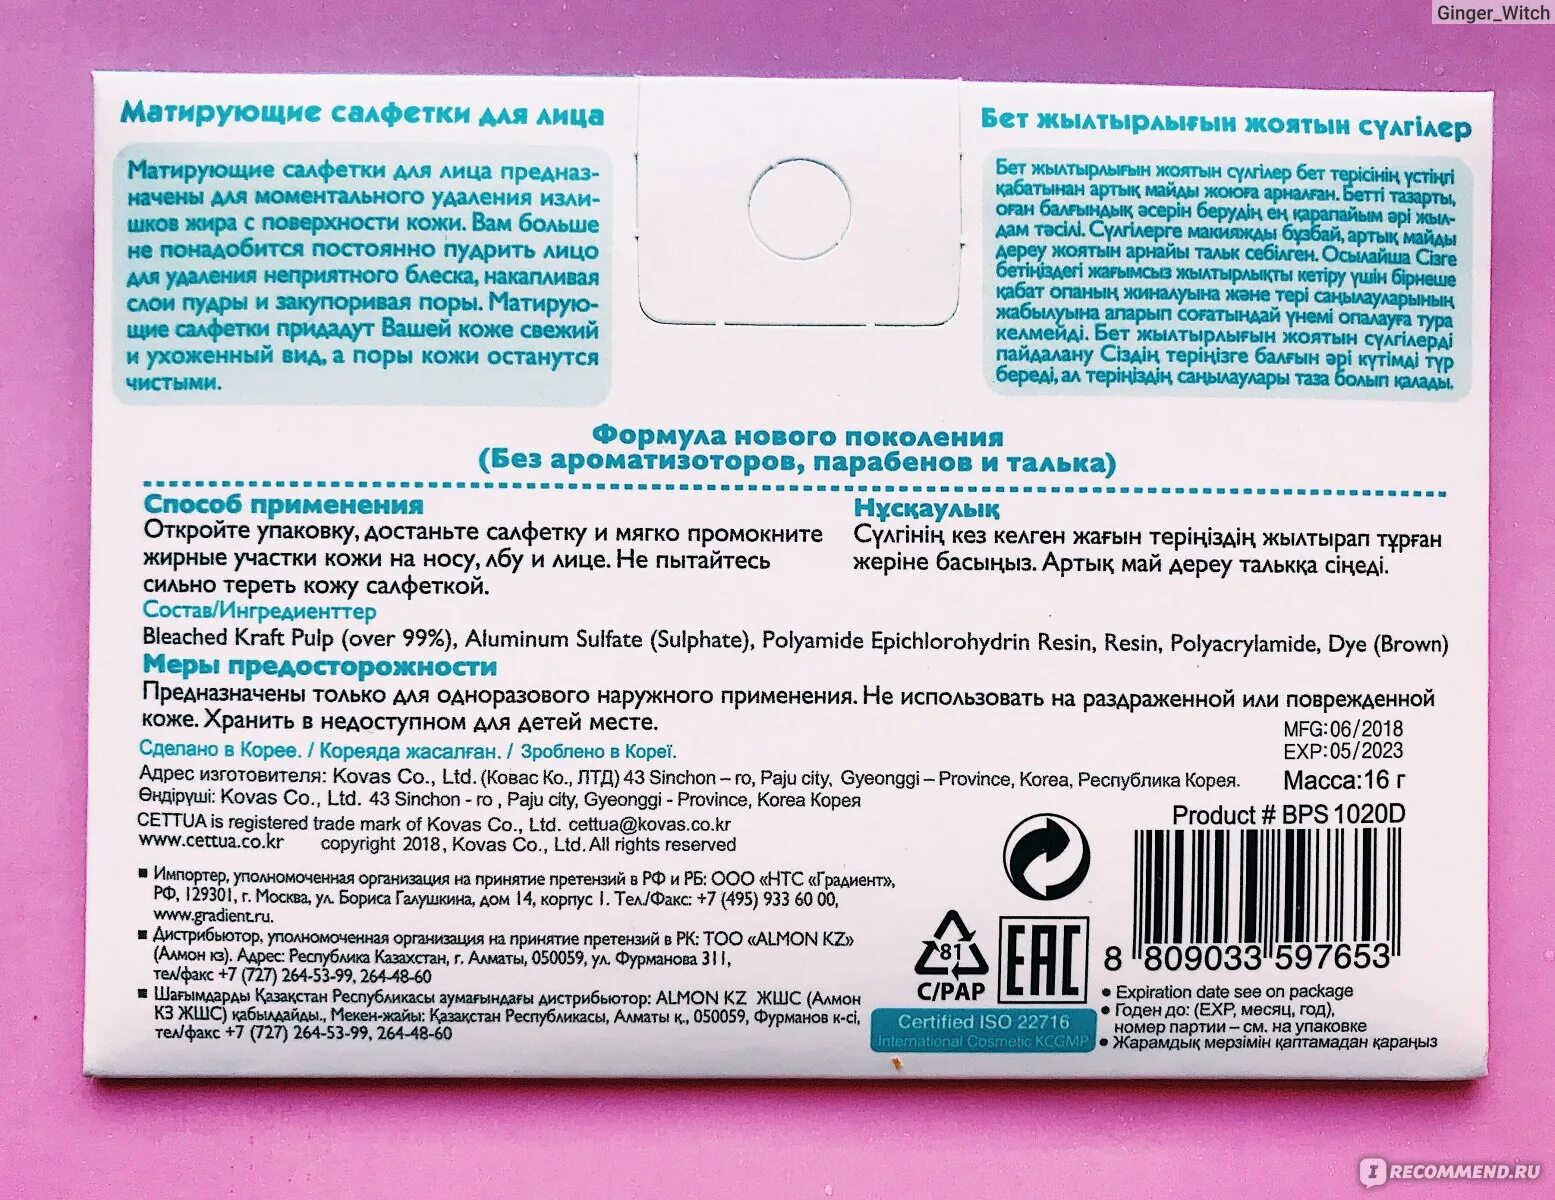 Ginger_Witch
Матирующие салфетки для лица
Матирующие салфетки для лица предназ-
начены для моментального удаления изли-
шков жира с поверхности кожи. Вам больше
не понадобится постоянно пудрить лицо
для удаления неприятного блеска, накапливая
слои пудры и закупоривая поры. Матирую-
щие салфетки придадут Вашей коже свежий
и ухоженный вид, а поры кожи останутся
чистыми.
Бет жылтырлығын жоятын сүлгілер
Бет жылтырлығын жоятын сүлгілер бет терісінің үстіңгі
қабатынан артық майды жоюға арналған. Бетті тазарты,
оған балғындық әсерін берудің ең қарапайым әрі жыл-
дам тәсілі. Сүлгілерге макияжды бұзбай, артық майды
дереу жоятын арнайы тальк себілген. Осылайша Сізге
бетіңіздегі жағымсыз жылтырлықты кетіру үшін бірнеше
қабат опаның жиналуына және тері саңылауларының
жабылуына апарып соғатындай үнемі опалауға тура
келмейді. Бет жылтырлығын жоятын сүлгілерді
пайдалану Сіздің теріңізге балғын әрі күтімді түр
береді, ал теріңіздің саңылаулары таза болып қалады.
Формула нового поколения
(Без ароматизоторов, парабенов и талька)
Способ применения
Откройте упаковку, достаньте салфетку и мягко промокните
жирные участки кожи на носу, лбу и лице. Не пытайтесь
сильно тереть кожу салфеткой.
Нұсқаулық
Сүлгінің кез келген жағын теріңіздің жылтырап тұрған
жеріне басыңыз. Артық май дереу талькқа сіңеді.
Состав/Ингредиенттер
Bleached Kraft Pulp (over 99%), Aluminum Sulfate (Sulphate), Polyamide Epichlorohydrin Resin, Resin, Polyacrylamide, Dye (Brown)
Меры предосторожности
Предназначены только для одноразового наружного применения. Не использовать на раздраженной или поврежденной
коже. Хранить в недоступном для детей месте.
MFG:06/2018
EXP:05/2023
Масса:16 г
Сделано в Корее. / Кореяда жасалған. / Зроблено в Кореї.
Адрес изготовителя: Kovas Co., Ltd. (Ковас Ко., ЛТД) 43 Sinchon – ro, Paju city, Gyeonggi – Province, Korea, Республика Корея.
Өндіруші: Kovas Co., Ltd. 43 Sinchon - ro , Paju city, Gyeonggi - Province, Korea Корея
CETTUA is registered trade mark of Kovas Co., Ltd. cettua@kovas.co.kr
www.cettua.co.kr copyright 2018, Kovas Co., Ltd. All rights reserved
Product # BPS 1020D
Импортер, уполномоченная организация на принятие претензий в РФ и РБ: ООО «НТС «Градиент»,
РФ, 129301, г. Москва, ул. Бориса Галушкина, дом 14, корпус 1. Тел./Факс: +7 (495) 933 60 00,
www.gradient.ru.
Дистрибьютор, уполномоченная организация на принятие претензий в РК: ТОО «ALMON KZ»
(Алмон кз). Адрес: Республика Казахстан, г. Алматы, 050059, ул. Фурманова 311,
тел/факс +7 (727) 264-53-99, 264-48-60
Шағымдарды Қазақстан Республикасы аумағындағы дистрибьютор: ALMON KZ ЖШС (Алмон
КЗ ЖШС) қабылдайды., Мекен-жайы: Қазақстан Республикасы, Алматы қ., 050059, Фурманов к-сі,
тел/факс +7 (727) 264-53-99, 264-48-60
81
C/PAP
EAC
Certified ISO 22716
International Cosmetic KCGMP
8 809033 597653
Expiration date see on package
Годен до: (EXP, месяц, год),
номер партии – см. на упаковке
Жарамдық мерзімін қаптамадан қараңыз
IRECOMMEND.RU